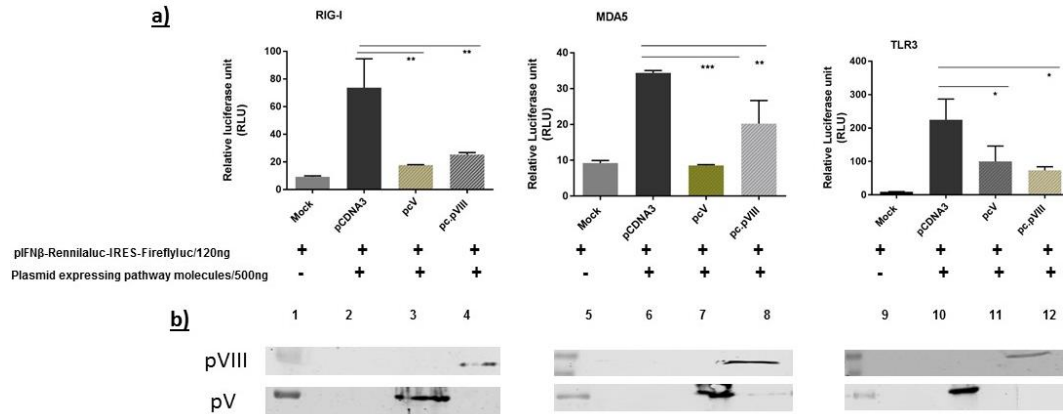 a)
RIG-I
Relative luciferase unit
(RLU)
100
80
60
40
20
0
Mock
pCDNA3
pcV
pc.pVIII
**
**
MDA5
Relative Luciferase unit
(RLU)
40
30
20
10
0
Mock
pCDNA3
pcV
pc.pVIII
***
**
TLR3
Relative Luciferase unit
(RLU)
400
300
200
100
0
Mock
pCDNA3
pcV
pc.pVIII
*
*
pIFNβ-Rennilaluc-IRES-Fireflyluc/120ng + + + + + + + + + + + +
Plasmid expressing pathway molecules/500ng - + + + - + + + - + + +
b) 1 2 3 4 5 6 7 8 9 10 11 12
pVIII
pV